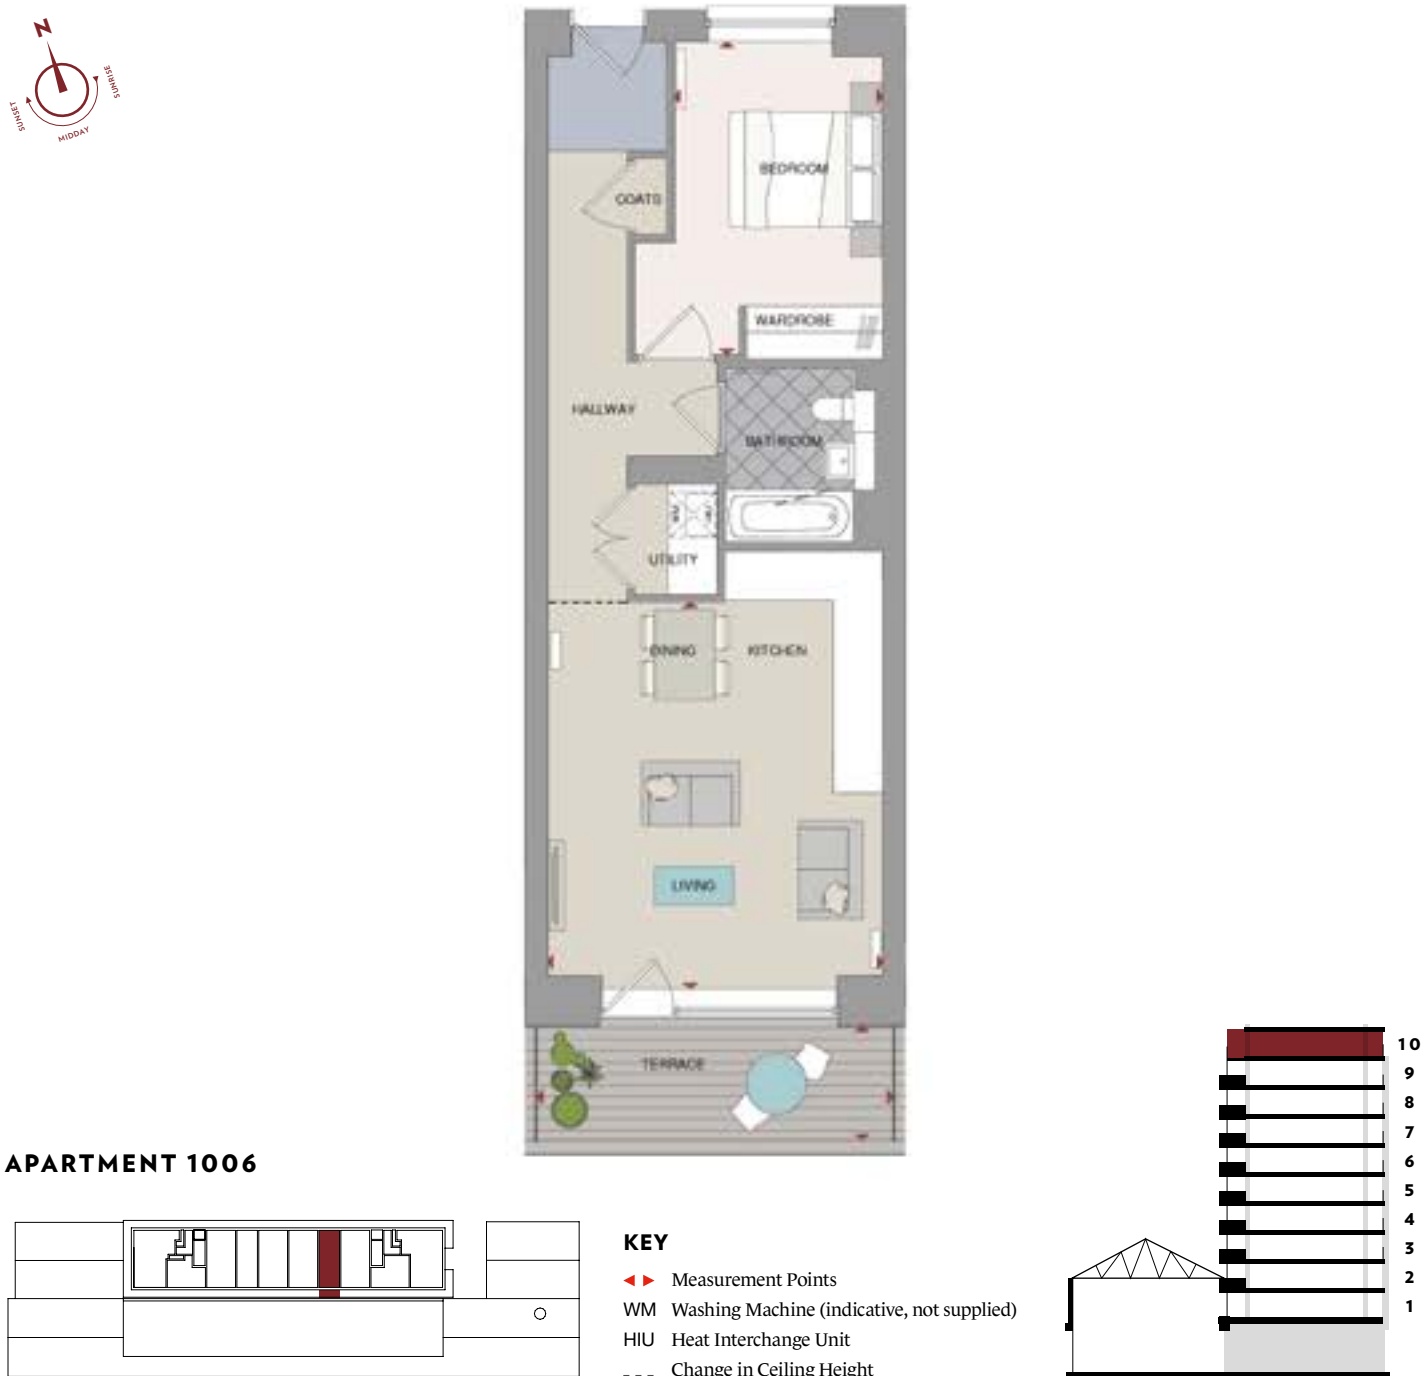 N
SUNRISE
SUNSET
MIDDAY
BEDROOM
COATS
WARDROBE
HALLWAY
BATHROOM
UTILITY
DINING
KITCHEN
LIVING
TERRACE
10
9
8
7
6
5
4
3
2
1
APARTMENT 1006
KEY
Measurement Points
WM Washing Machine (indicative, not supplied)
HIU Heat Interchange Unit
--- Change in Ceiling Height